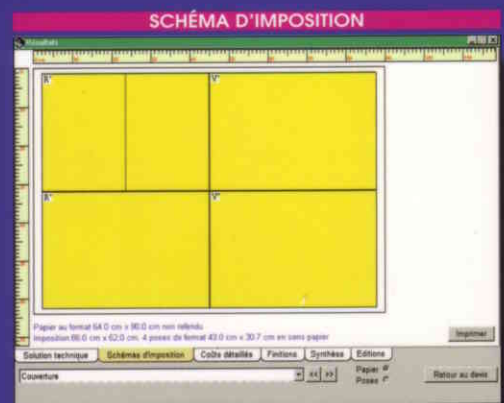 SCHÉMA D'IMPOSITION
Résultats
R°
V°
R°
V°
Papier au format 64.0 cm x 90.0 cm non refendu
Imposition 86.0 cm x 62.0 cm. 4 poses de format 43.0 cm x 30.7 cm en sens papier
Imprimer
Solution technique
Schémas d'imposition
Coûts détaillés
Finitions
Synthèse
Editions
Couverture
<<
>>
Papier
Poses
Retour au devis